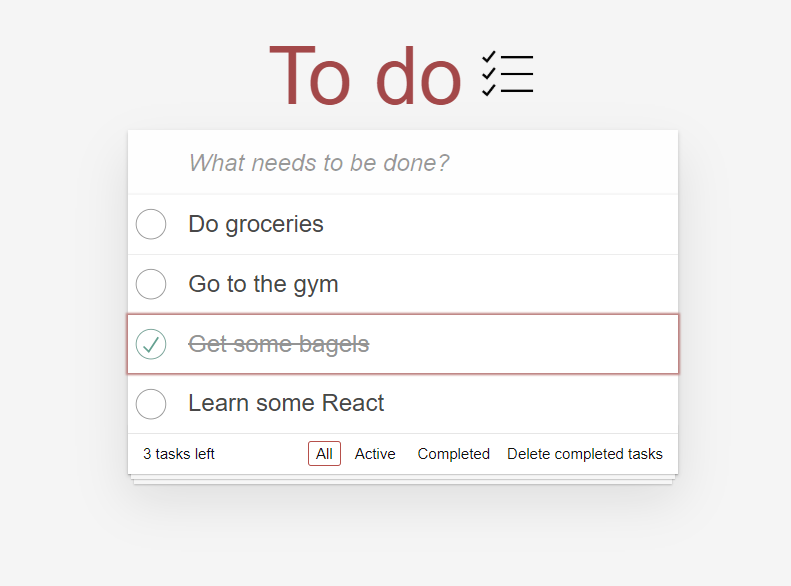 To do
What needs to be done?
Do groceries
Go to the gym
Get some bagels
Learn some React
3 tasks left All Active Completed Delete completed tasks